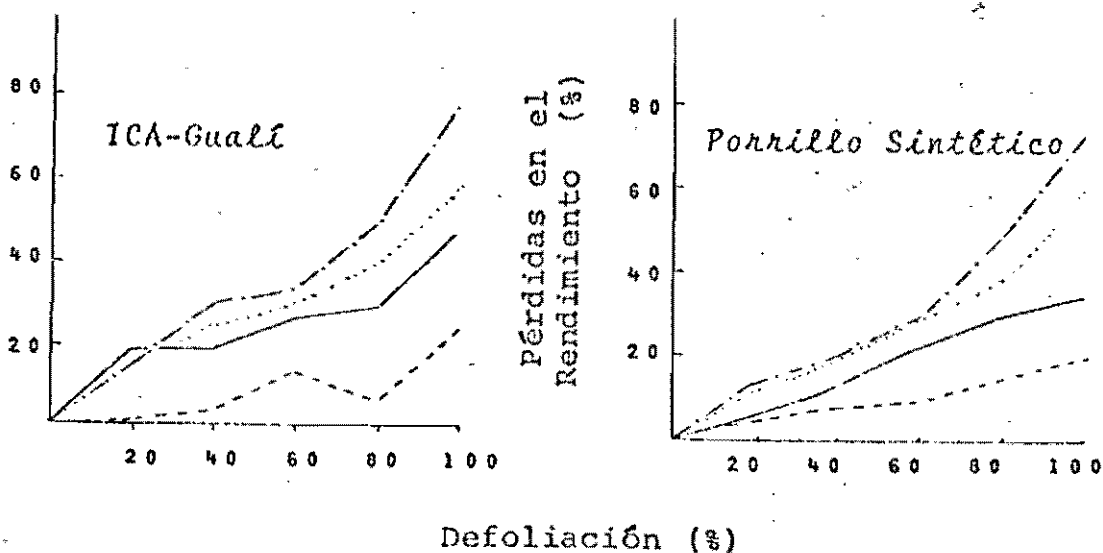 80
60
40
20
ICA-Gualí
20 40 60 80 100
Pérdidas en el
Rendimiento (%)
80
60
40
20
Porrillo Sintético
20 40 60 80 100
Defoliación (%)